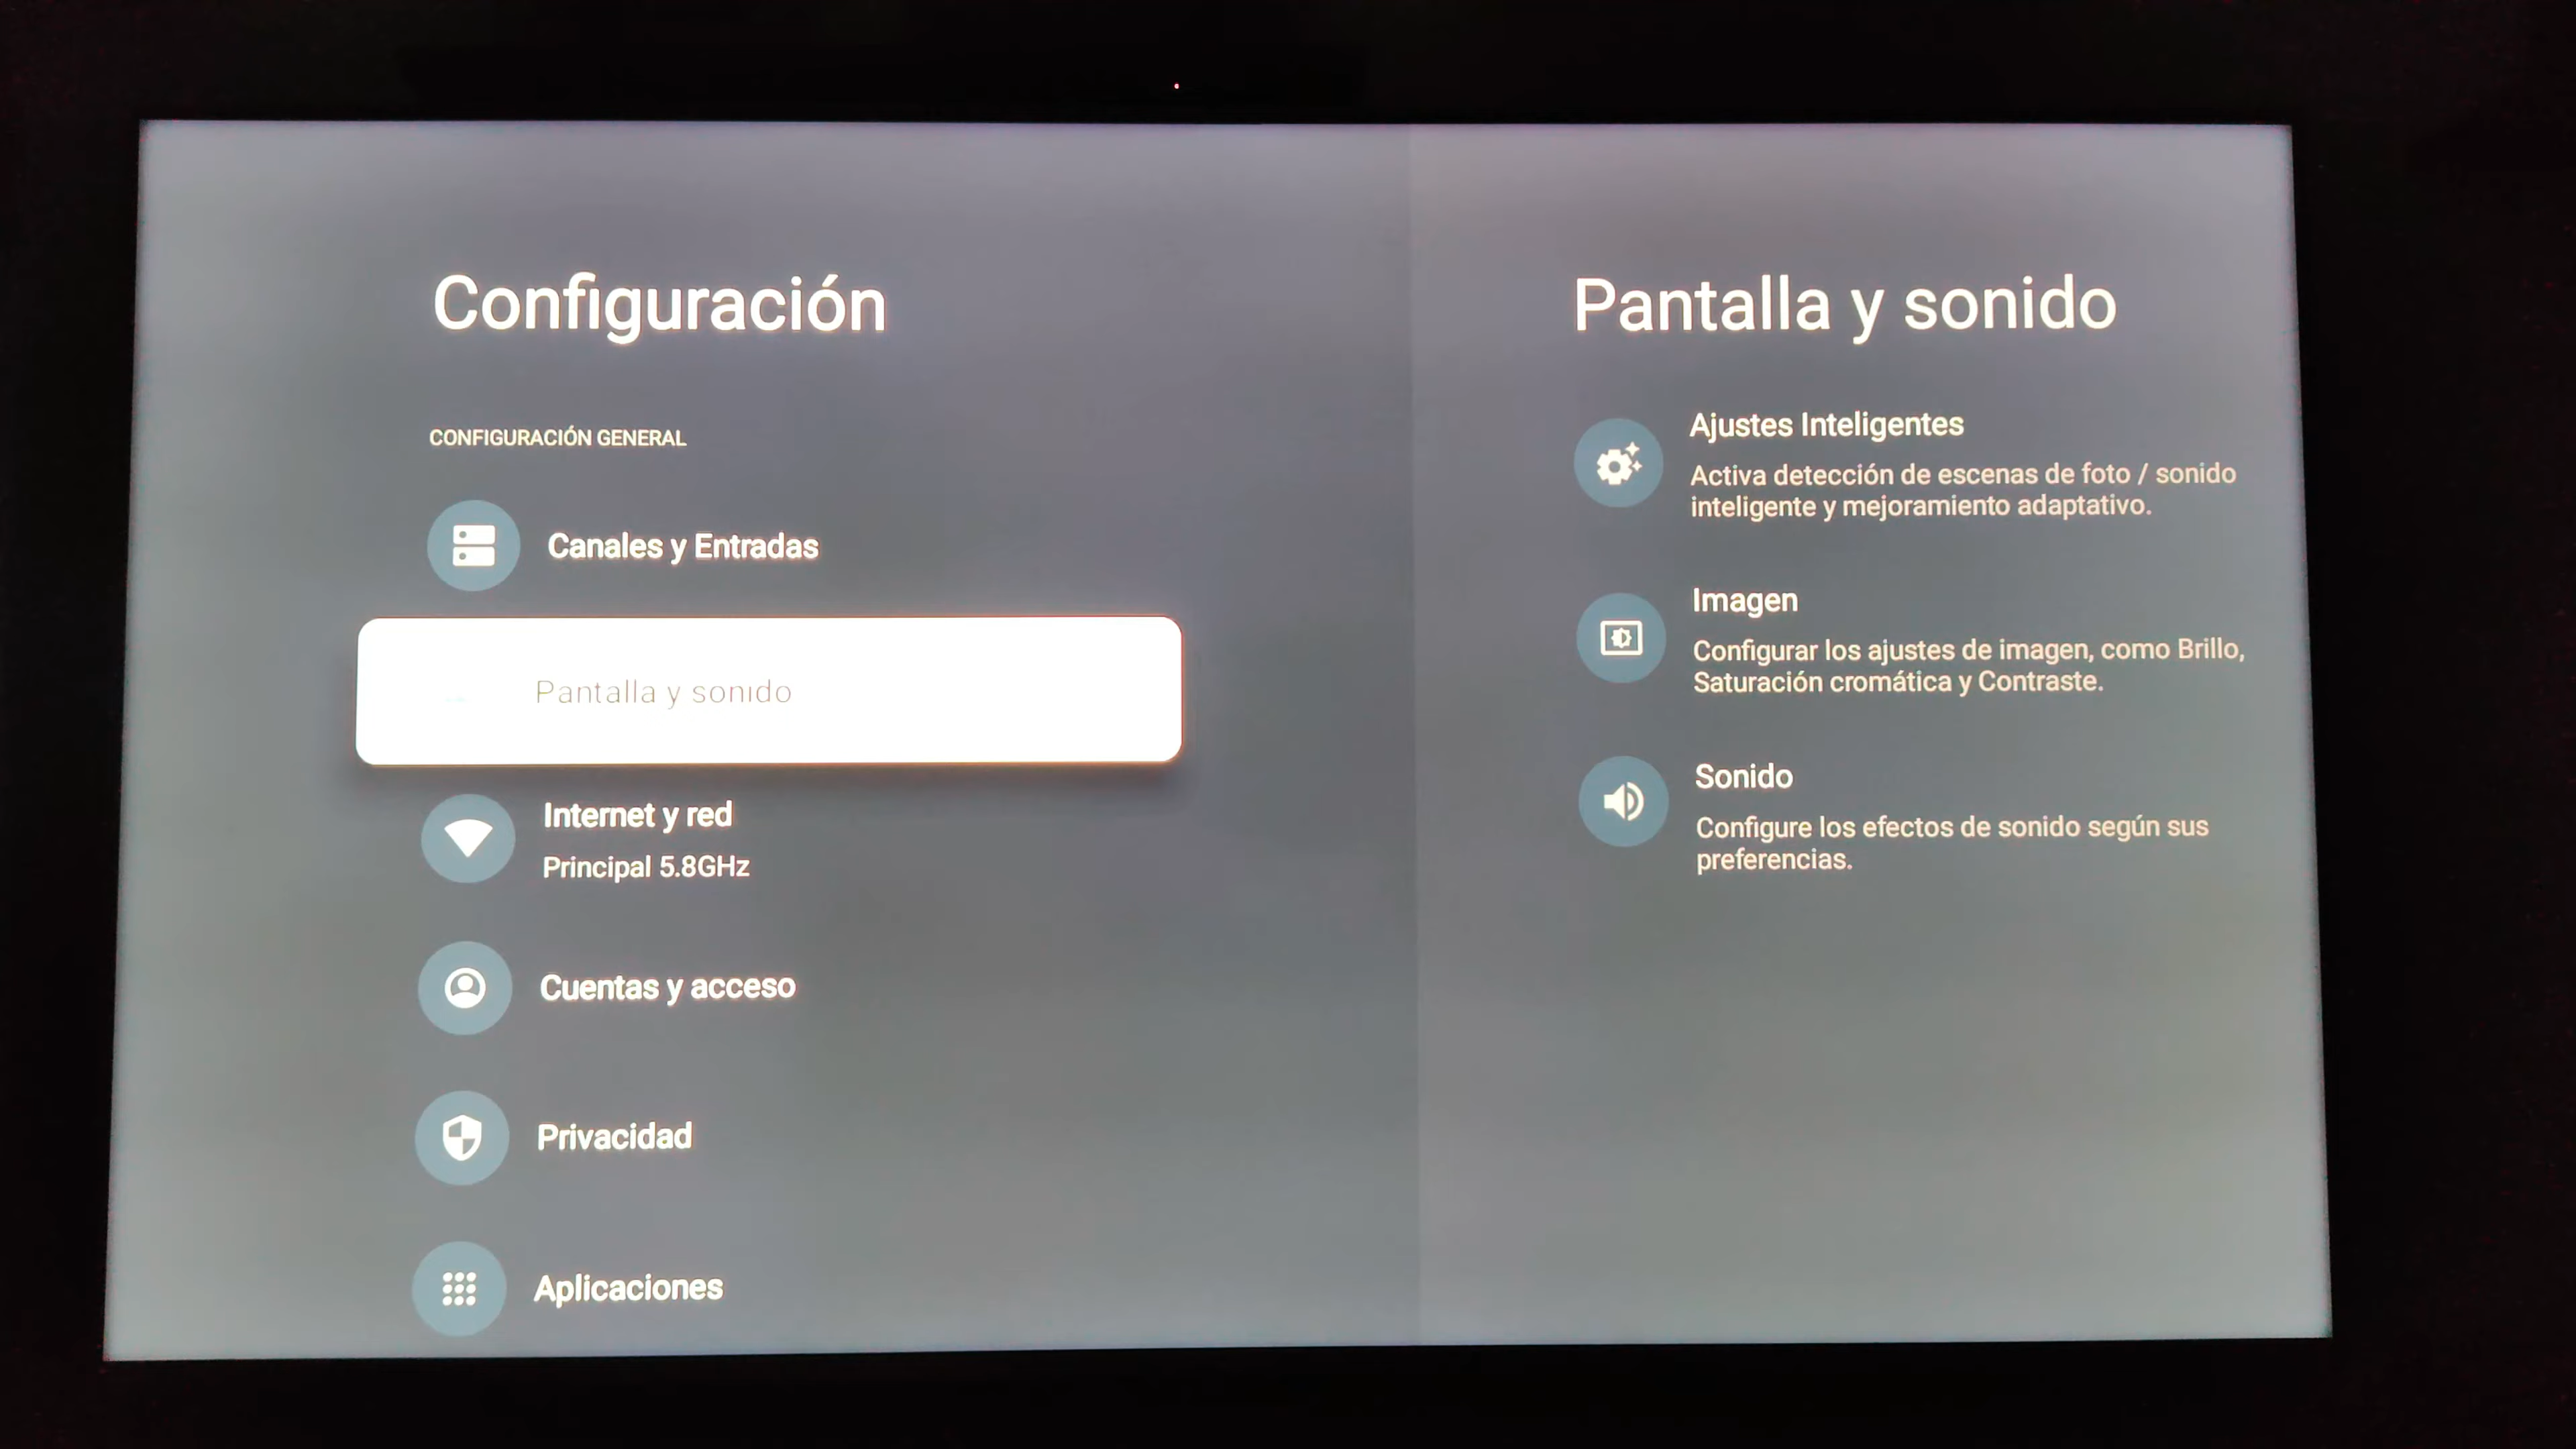 Configuración
CONFIGURACIÓN GENERAL
Canales y Entradas
Pantalla y sonido
Internet y red
Principal 5.8GHz
Cuentas y acceso
Privacidad
Aplicaciones
Pantalla y sonido
Ajustes Inteligentes
Activa detección de escenas de foto / sonido
inteligente y mejoramiento adaptativo.
Imagen
Configurar los ajustes de imagen, como Brillo,
Saturación cromática y Contraste.
Sonido
Configure los efectos de sonido según sus
preferencias.